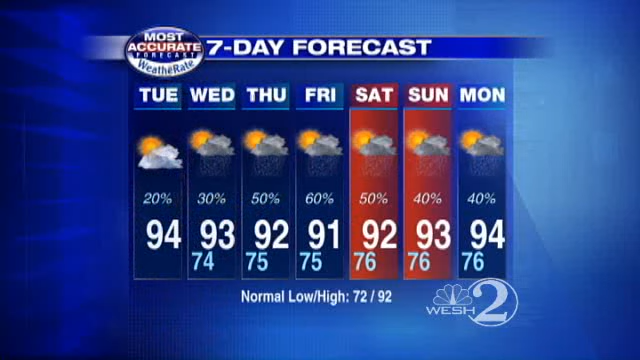 MOST
ACCURATE
FORECAST
WeatheRate
7-DAY FORECAST
TUE WED THU FRI SAT SUN MON
20% 30% 50% 60% 50% 40% 40%
94 93 92 91 92 93 94
74 75 75 76 76 76
Normal Low/High: 72 / 92
WESH 2